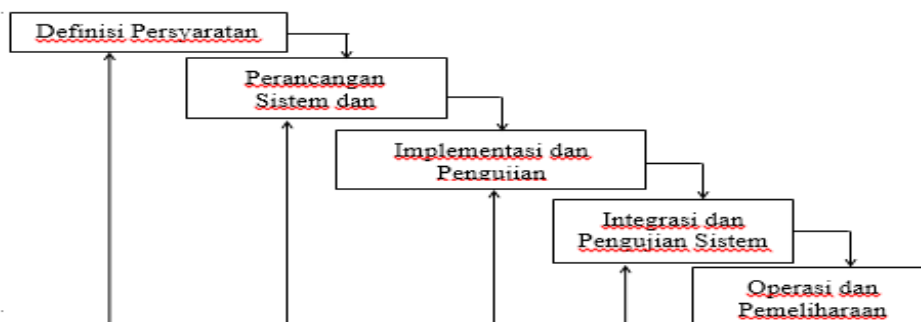 Definisi Persyaratan
Perancangan
Sistem dan
Implementasi dan
Pengujian
Integrasi dan
Pengujian Sistem
Operasi dan
Pemeliharaan